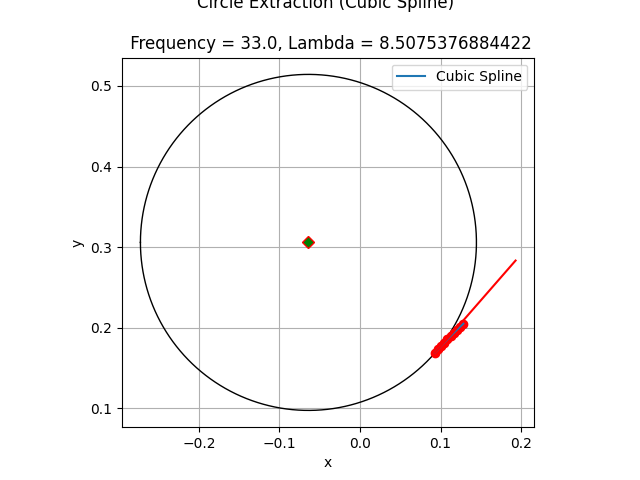 Circle Extraction (Cubic Spline)
Frequency = 33.0, Lambda = 8.5075376884422
Cubic Spline
0.5
0.4
0.3
0.2
0.1
y
−0.2
−0.1
0.0
0.1
0.2
x